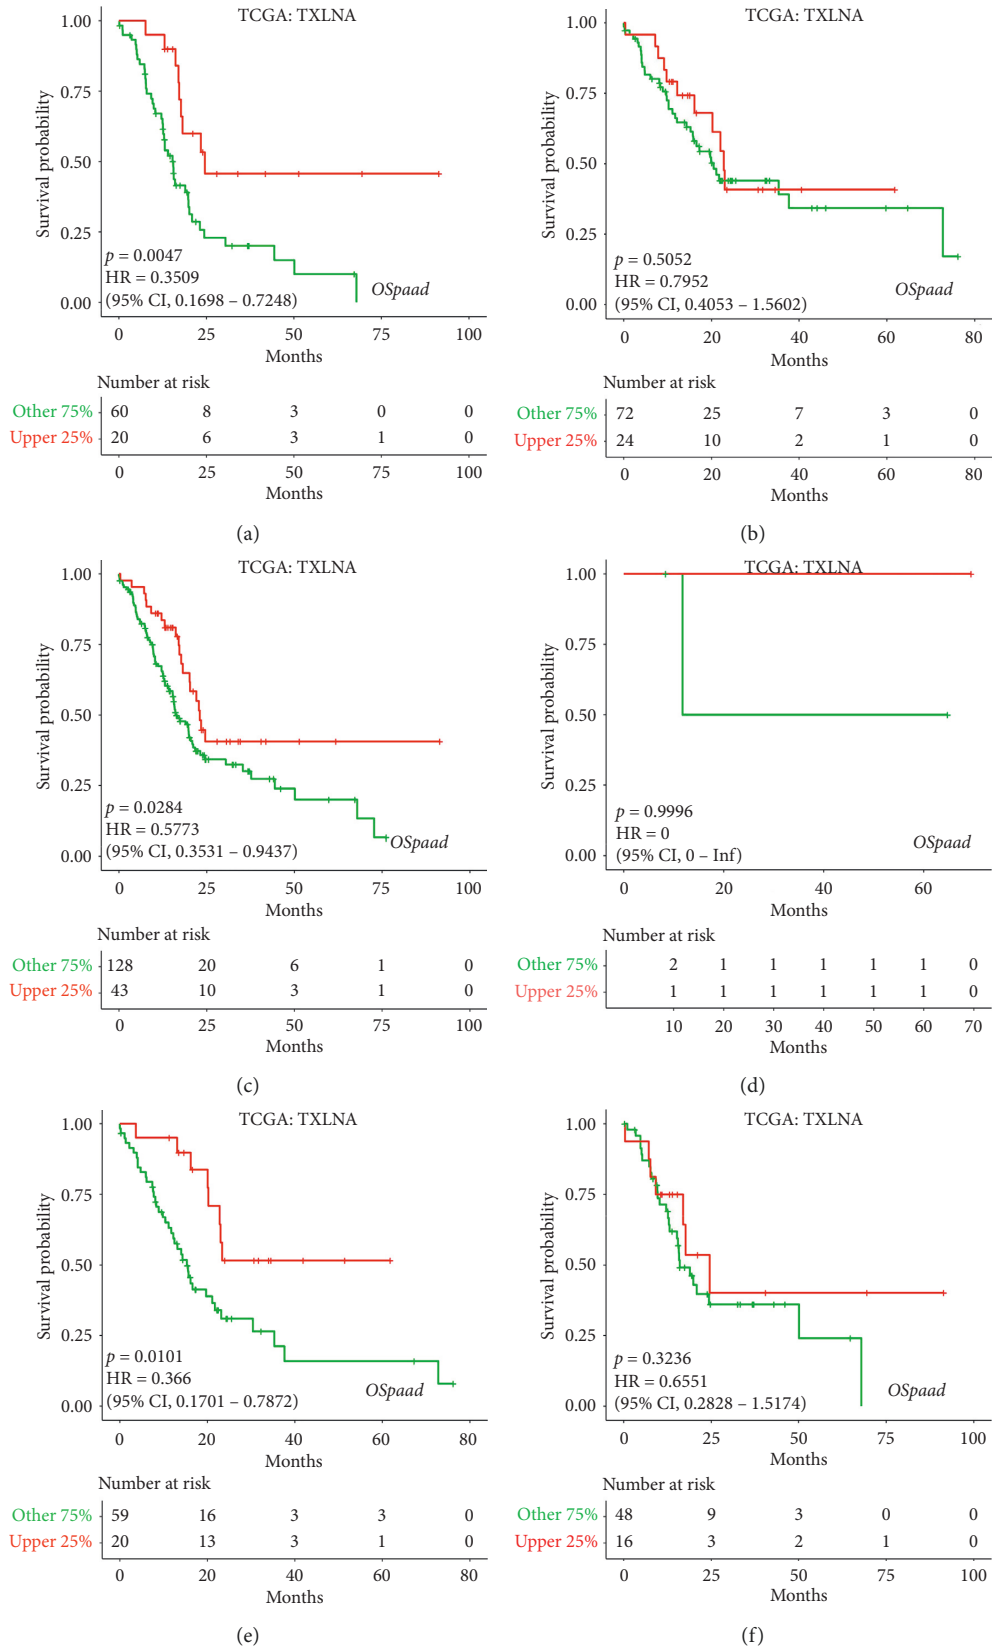 TCGA: TXLNA
1.00
0.75
0.50
0.25
0.00
Survival probability
p = 0.0047
HR = 0.3509
(95% CI, 0.1698 – 0.7248)
OSpaad
0 25 50 75 100
Months
Number at risk
Other 75% 60 8 3 0 0
Upper 25% 20 6 3 1 0
0 25 50 75 100
Months
(a)
TCGA: TXLNA
1.00
0.75
0.50
0.25
0.00
Survival probability
p = 0.5052
HR = 0.7952
(95% CI, 0.4053 – 1.5602)
OSpaad
0 20 40 60 80
Months
Number at risk
Other 75% 72 25 7 3 0
Upper 25% 24 10 2 1 0
0 20 40 60 80
Months
(b)
TCGA: TXLNA
1.00
0.75
0.50
0.25
0.00
Survival probability
p = 0.0284
HR = 0.5773
(95% CI, 0.3531 – 0.9437)
OSpaad
0 25 50 75 100
Months
Number at risk
Other 75% 128 20 6 1 0
Upper 25% 43 10 3 1 0
0 25 50 75 100
Months
(c)
TCGA: TXLNA
1.00
0.75
0.50
0.25
0.00
Survival probability
p = 0.9996
HR = 0
(95% CI, 0 – Inf)
OSpaad
0 20 40 60
Months
Number at risk
Other 75% 2 1 1 1 1 1 0
Upper 25% 1 1 1 1 1 1 0
10 20 30 40 50 60 70
Months
(d)
TCGA: TXLNA
1.00
0.75
0.50
0.25
0.00
Survival probability
p = 0.0101
HR = 0.366
(95% CI, 0.1701 – 0.7872)
OSpaad
0 20 40 60 80
Months
Number at risk
Other 75% 59 16 3 3 0
Upper 25% 20 13 3 1 0
0 20 40 60 80
Months
(e)
TCGA: TXLNA
1.00
0.75
0.50
0.25
0.00
Survival probability
p = 0.3236
HR = 0.6551
(95% CI, 0.2828 – 1.5174)
OSpaad
0 25 50 75 100
Months
Number at risk
Other 75% 48 9 3 0 0
Upper 25% 16 3 2 1 0
0 25 50 75 100
Months
(f)